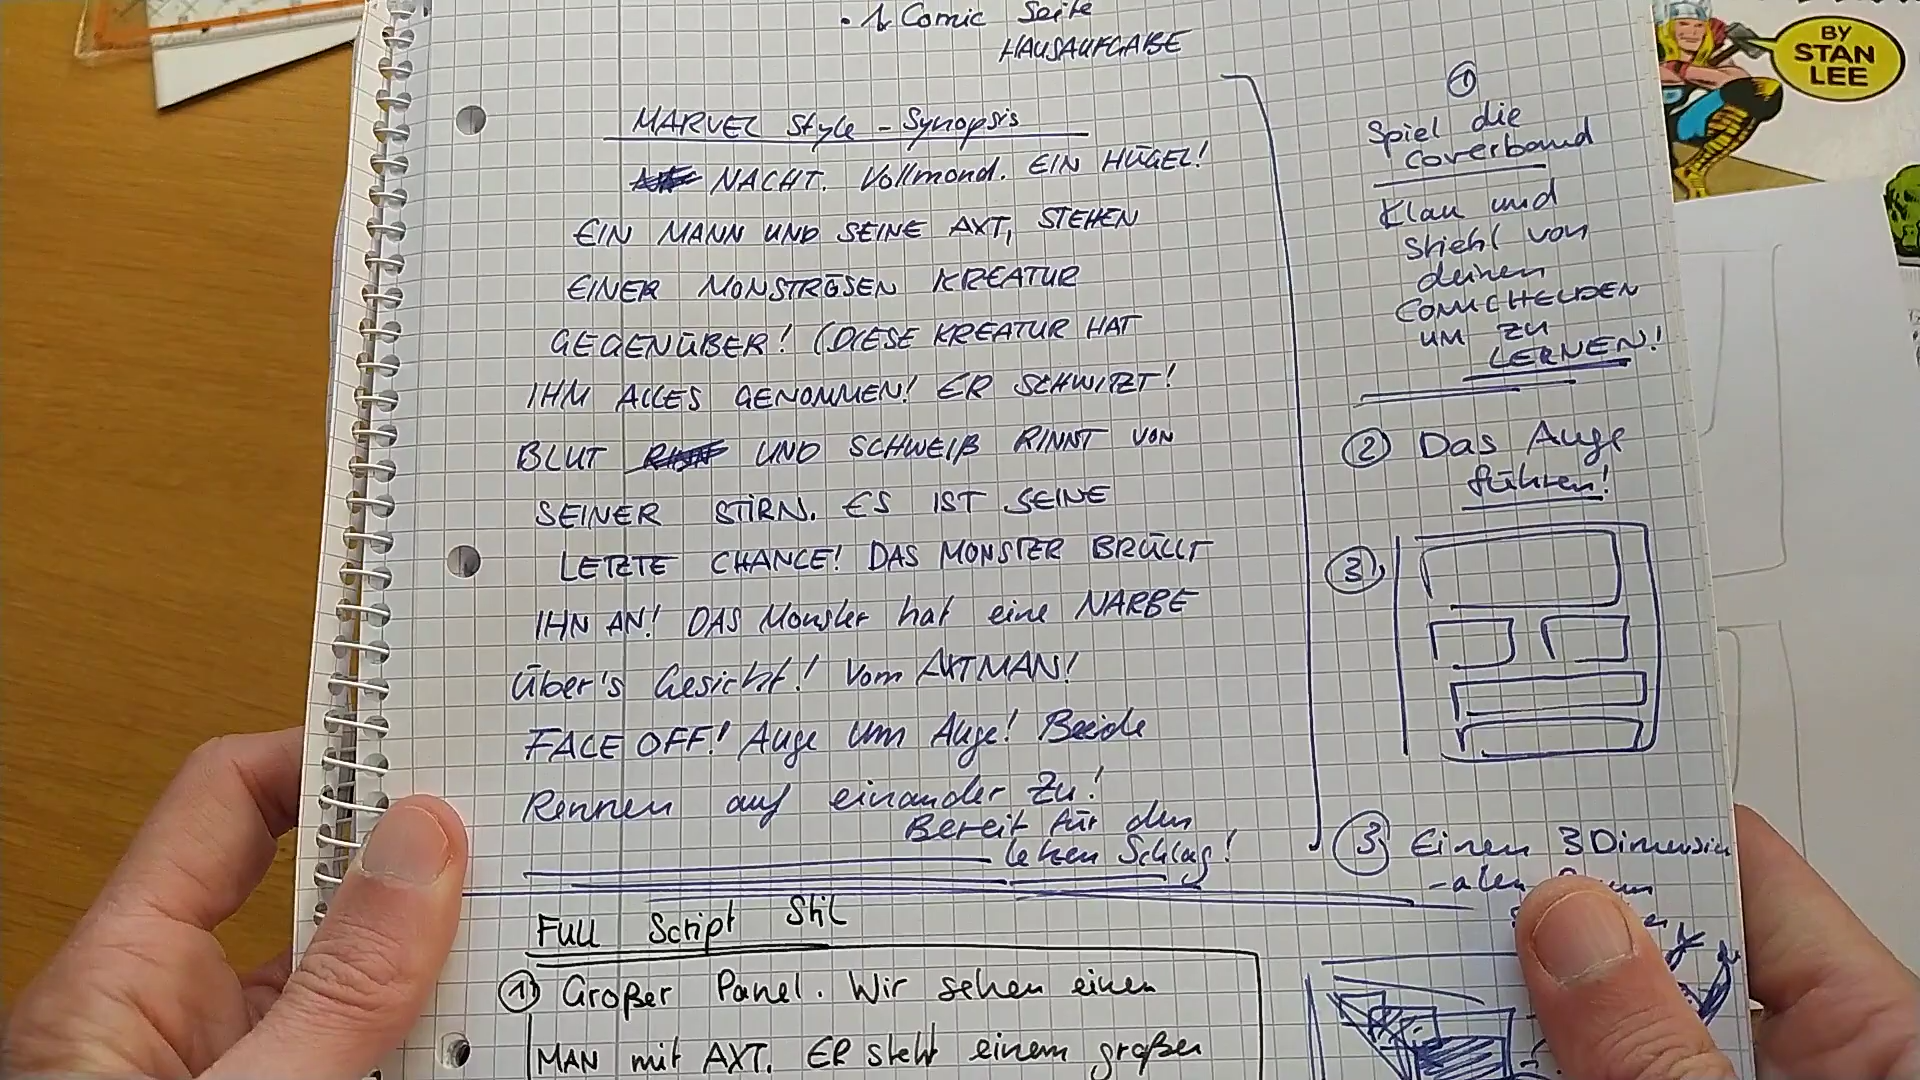 • 1 Comic Seite
HAUSAUFGABE
MARVEL Style - Synopsis
NACHT. Vollmond. EIN HÜGEL!
EIN MANN UND SEINE AXT, STEHEN
EINER MONSTRÖSEN KREATUR
GEGENÜBER! (DIESE KREATUR HAT
IHM ALLES GENOMMEN! ER SCHWITZT!
BLUT UND SCHWEIß RINNT VON
SEINER STIRN. ES IST SEINE
LETZTE CHANCE! DAS MONSTER BRÜLLT
IHN AN! DAS Monster hat eine NARBE
Über's Gesicht! Vom AXTMAN!
FACE OFF! Auge um Auge! Beide
Rennen auf einander zu!
Bereit für den
letzen Schlag!
Full Script Stil
① Großer Panel. Wir sehen einen
MAN mit AXT. ER steht einem großen
①
Spiel die
Coverband
Klau und
Stiehl von
deinen
COMICHELDEN
um zu
LERNEN!
② Das Auge
führen!
③
③ Einen 3 Dimensin
-alen
BY
STAN
LEE